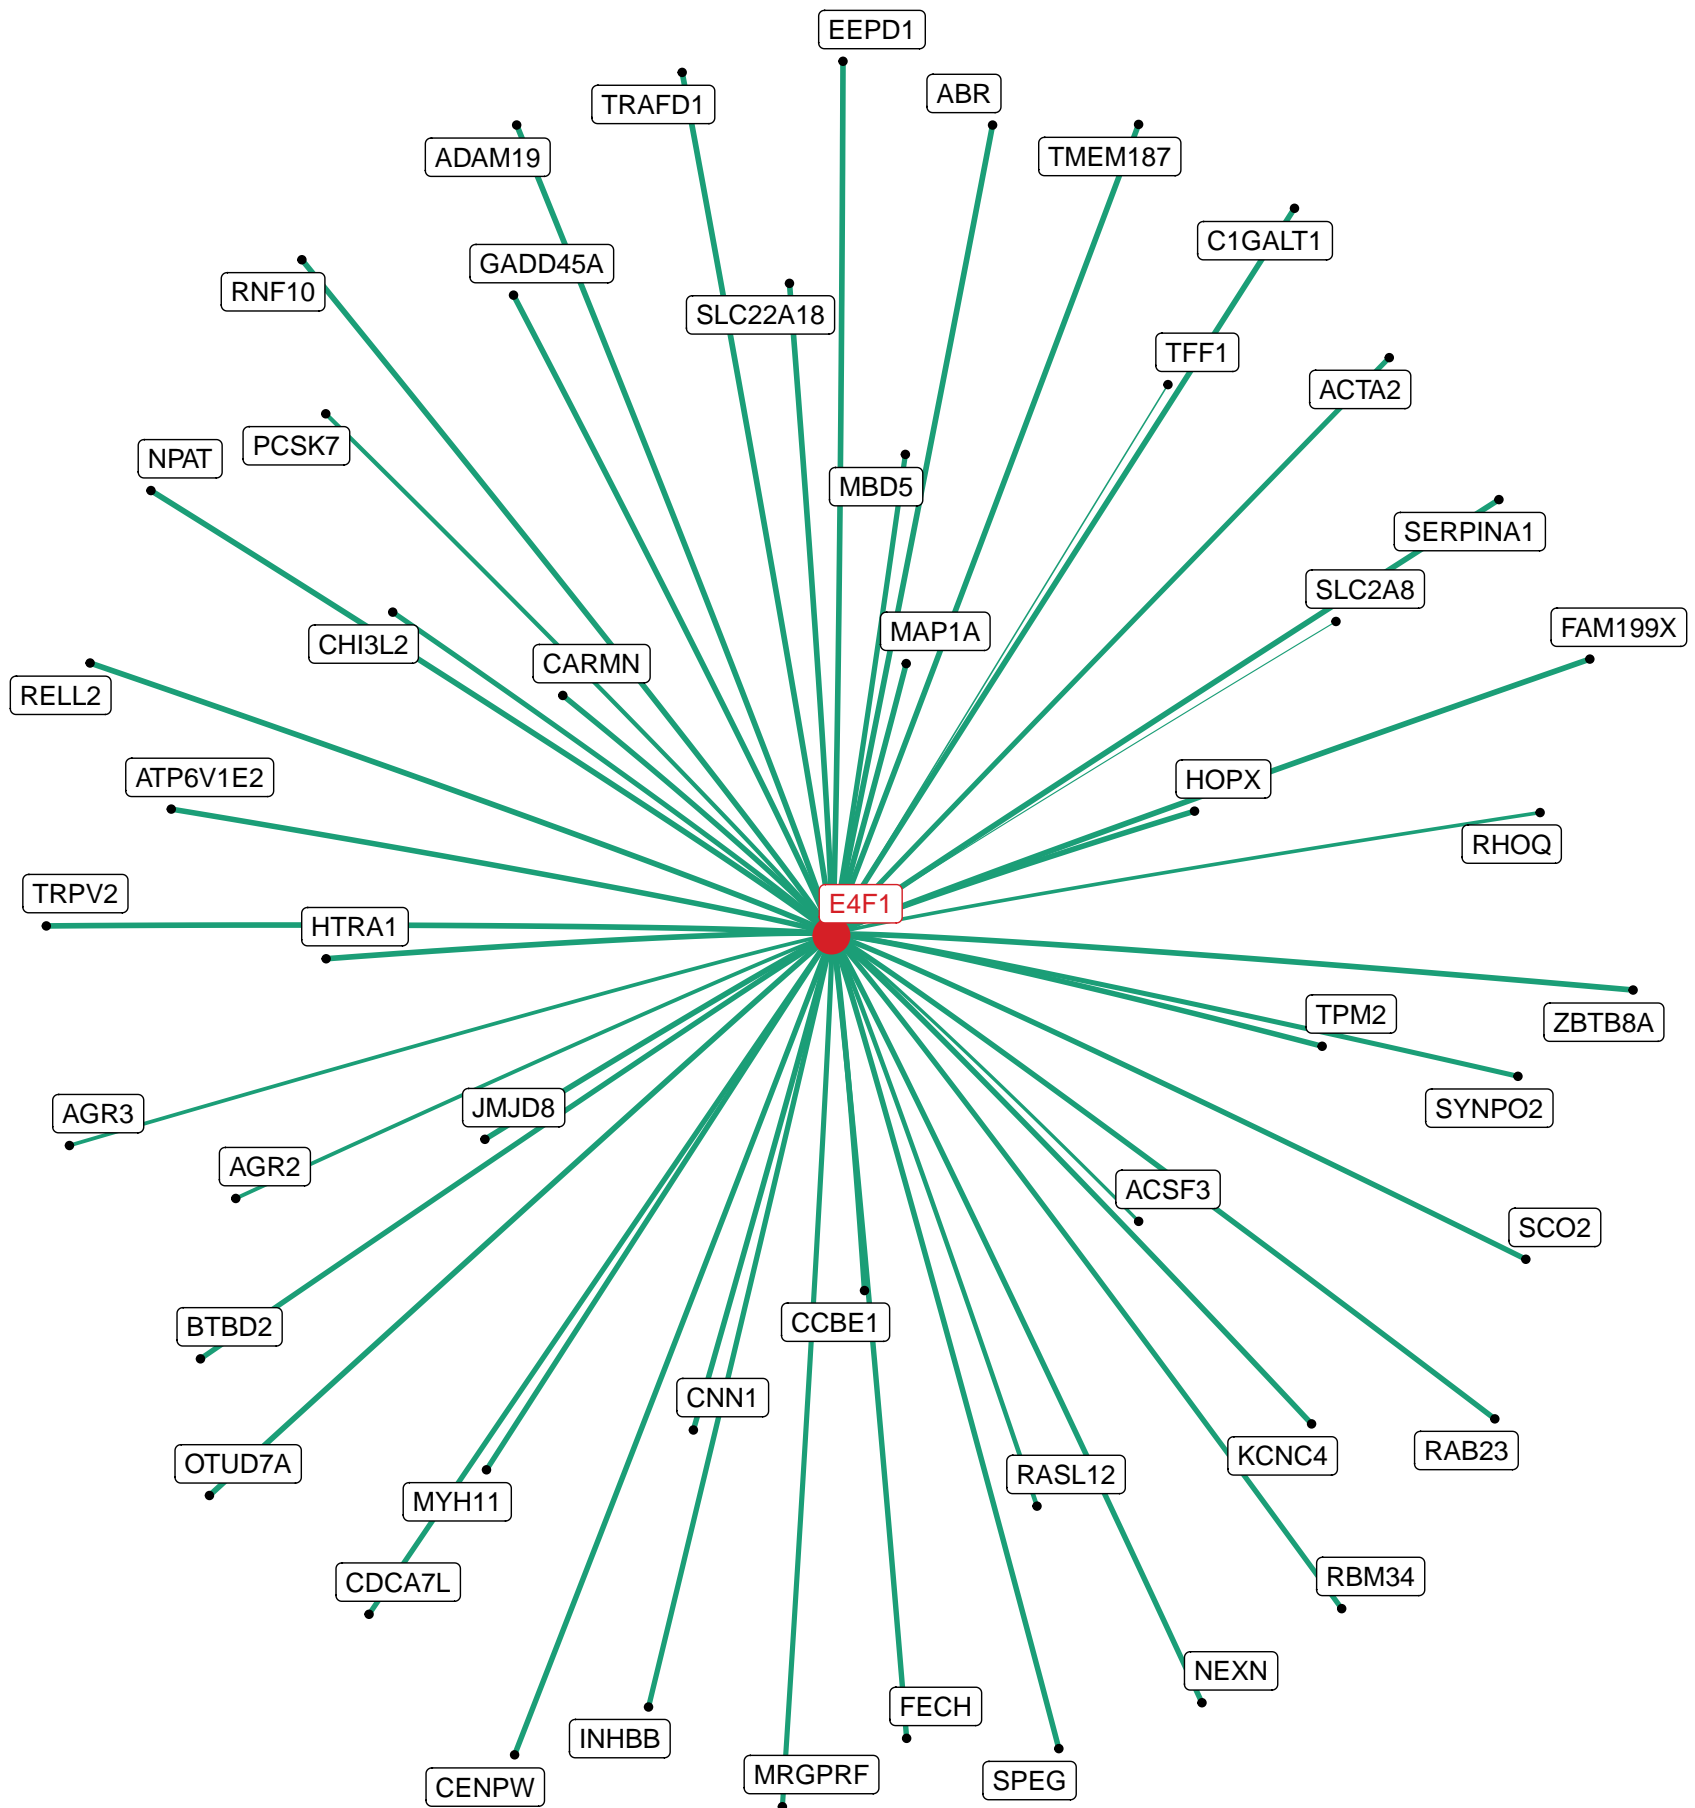 EEPD1
ABR
TRAFD1
ADAM19
TMEM187
C1GALT1
GADD45A
RNF10
SLC22A18
TFF1
ACTA2
PCSK7
NPAT
MBD5
SERPINA1
SLC2A8
FAM199X
MAP1A
CHI3L2
CARMN
RELL2
ATP6V1E2
HOPX
RHOQ
TRPV2
E4F1
HTRA1
TPM2
ZBTB8A
JMJD8
SYNPO2
AGR3
AGR2
ACSF3
SCO2
BTBD2
CCBE1
CNN1
RAB23
KCNC4
OTUD7A
RASL12
MYH11
RBM34
CDCA7L
NEXN
FECH
INHBB
MRGPRF
SPEG
CENPW